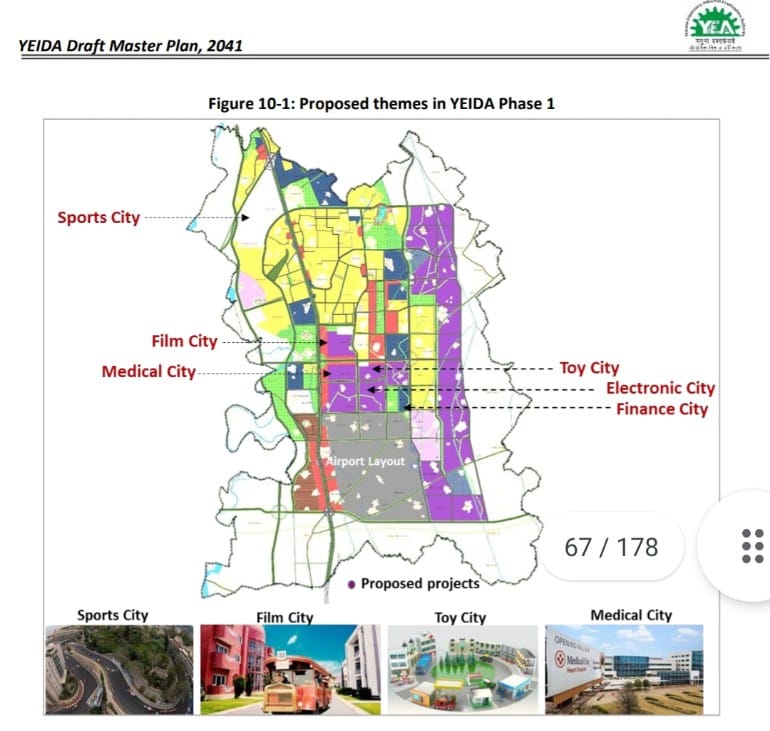 YEIDA Draft Master Plan, 2041
YEA
Figure 10-1: Proposed themes in YEIDA Phase 1
Sports City
Film City
Medical City
Toy City
Electronic City
Finance City
Airport Layout
67 / 178
Proposed projects
Sports City Film City Toy City Medical City
Medical City